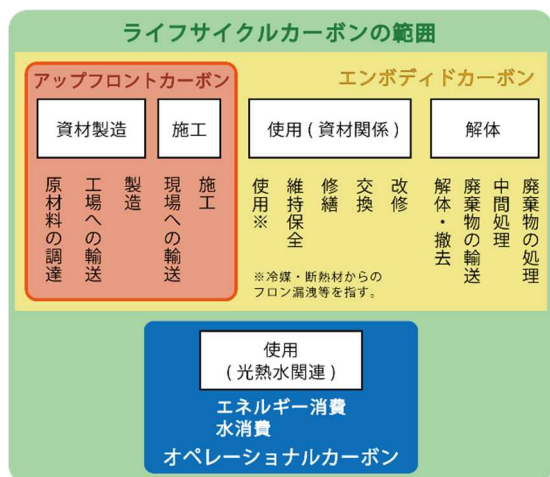 ライフサイクルカーボンの範囲
アップフロントカーボン
エンボディドカーボン
資材製造
施工
使用(資材関係)
解体
原材料の調達
工場への輸送
製造
現場への輸送
施工
使用※
維持保全
修繕
交換
改修
解体・撤去
廃棄物の輸送
中間処理
廃棄物の処理
※冷媒・断熱材からの
フロン漏洩等を指す。
使用
(光熱水関連)
エネルギー消費
水消費
オペレーショナルカーボン